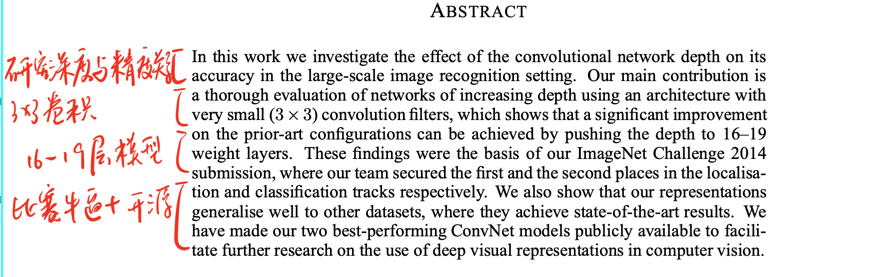 ABSTRACT
研究深度与精度关系
In this work we investigate the effect of the convolutional network depth on its
accuracy in the large-scale image recognition setting. Our main contribution is
3x3卷积
a thorough evaluation of networks of increasing depth using an architecture with
very small (3 × 3) convolution filters, which shows that a significant improvement
on the prior-art configurations can be achieved by pushing the depth to 16–19
16-19层模型
weight layers. These findings were the basis of our ImageNet Challenge 2014
submission, where our team secured the first and the second places in the localisa-
tion and classification tracks respectively. We also show that our representations
比赛牛逼+开源
generalise well to other datasets, where they achieve state-of-the-art results. We
have made our two best-performing ConvNet models publicly available to facili-
tate further research on the use of deep visual representations in computer vision.